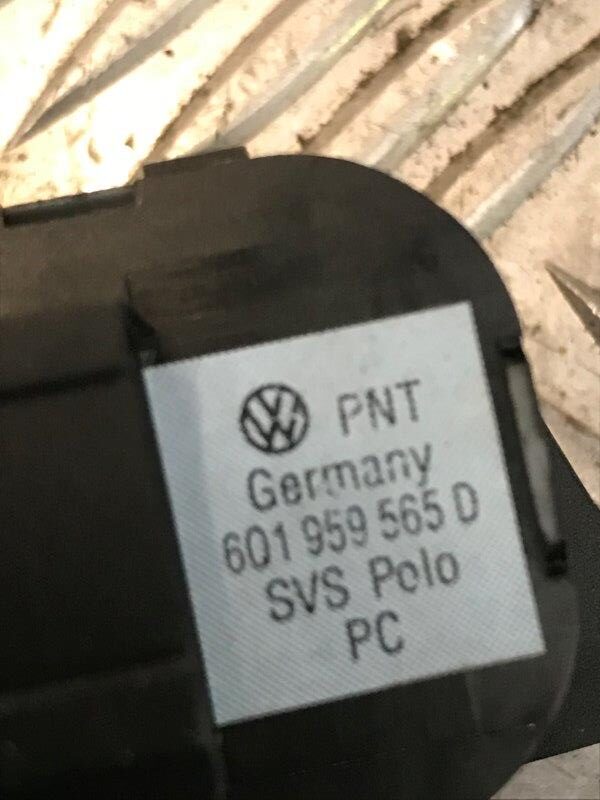 PNT
Germany
6Q1 959 565 D
SVS Polo
PC